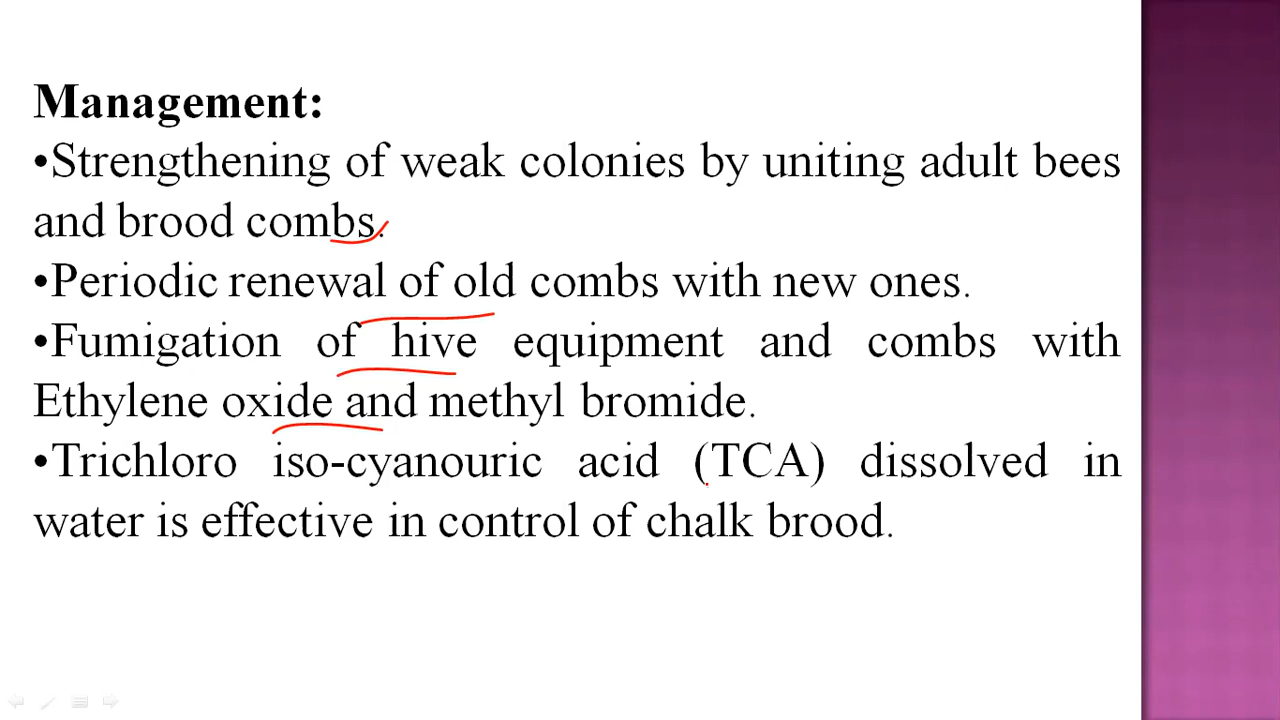 Management:
•Strengthening of weak colonies by uniting adult bees
and brood combs.
•Periodic renewal of old combs with new ones.
•Fumigation of hive equipment and combs with
Ethylene oxide and methyl bromide.
•Trichloro iso-cyanouric acid (TCA) dissolved in
water is effective in control of chalk brood.